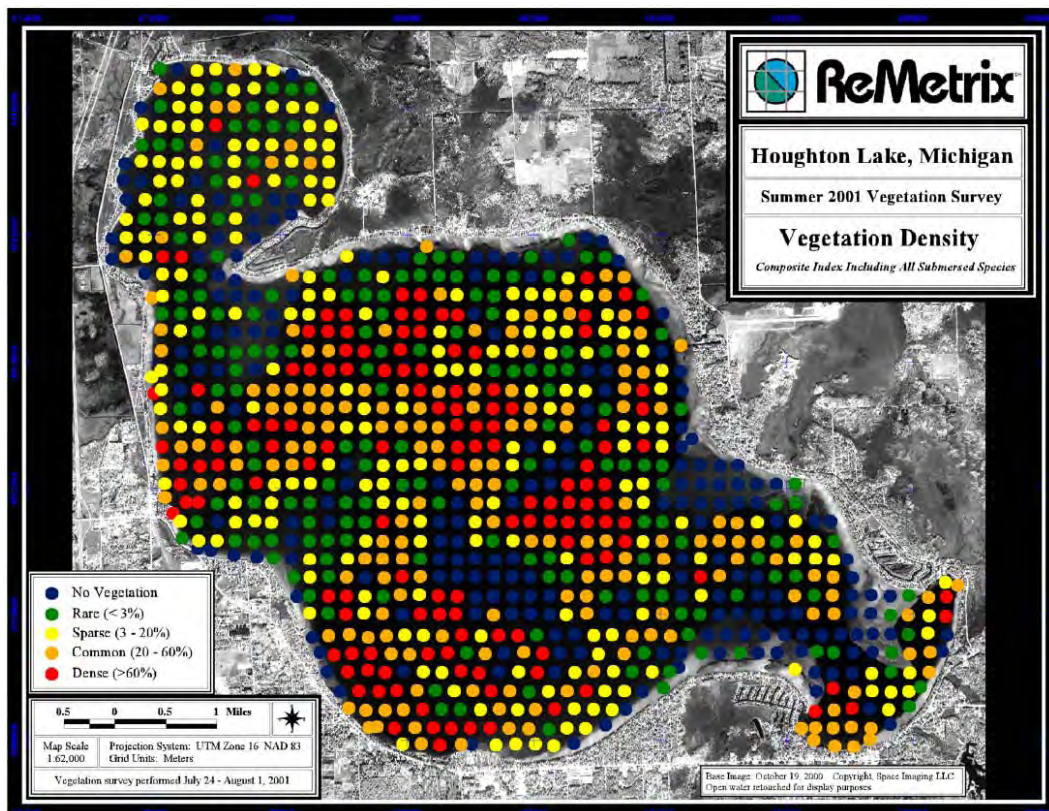 ReMetrix
Houghton Lake, Michigan
Summer 2001 Vegetation Survey
Vegetation Density
Composite Index Including All Submersed Species
No Vegetation
Rare (< 3%)
Sparse (3 - 20%)
Common (20 - 60%)
Dense (>60%)
0.5 0 0.5 1 Miles
Map Scale
1:62,000
Projection System: UTM Zone 16 NAD 83
Grid Units: Meters
Vegetation survey performed July 24 - August 1, 2001
Base Image: October 19, 2000 Copyright, Space Imaging LLC
Open water retouched for display purposes